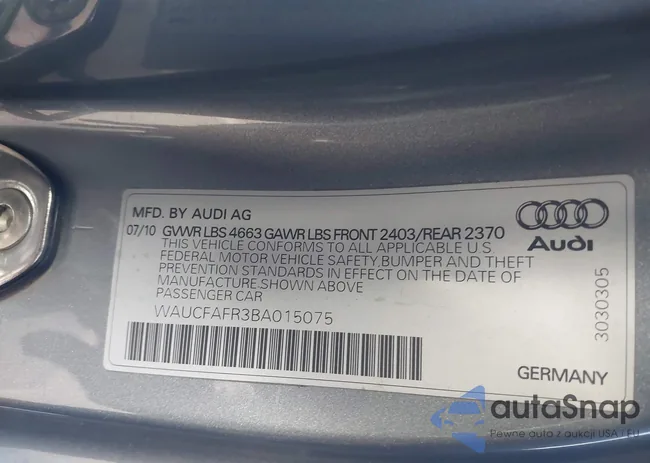 MFD. BY AUDI AG
07/10 GVWR LBS 4663 GAWR LBS FRONT 2403/REAR 2370
THIS VEHICLE CONFORMS TO ALL APPLICABLE U S
FEDERAL MOTOR VEHICLE SAFETY,BUMPER AND THEFT
PREVENTION STANDARDS IN EFFECT ON THE DATE OF
MANUFACTURE.SHOWN ABOVE
PASSENGER CAR
WAUCFAFR3BA015075
Audi
3030305
GERMANY
autaSnap
Pewne auta z aukcji USA / EU